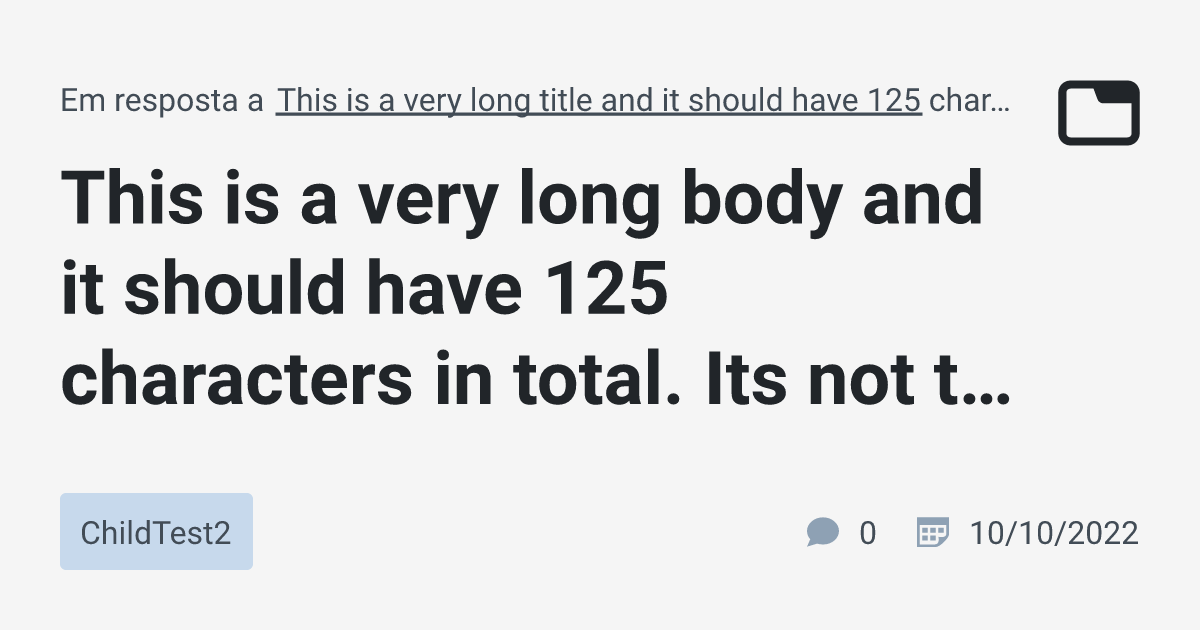 Em resposta a This is a very long title and it should have 125 char...
This is a very long body and
it should have 125
characters in total. Its not t...
ChildTest2
0 10/10/2022